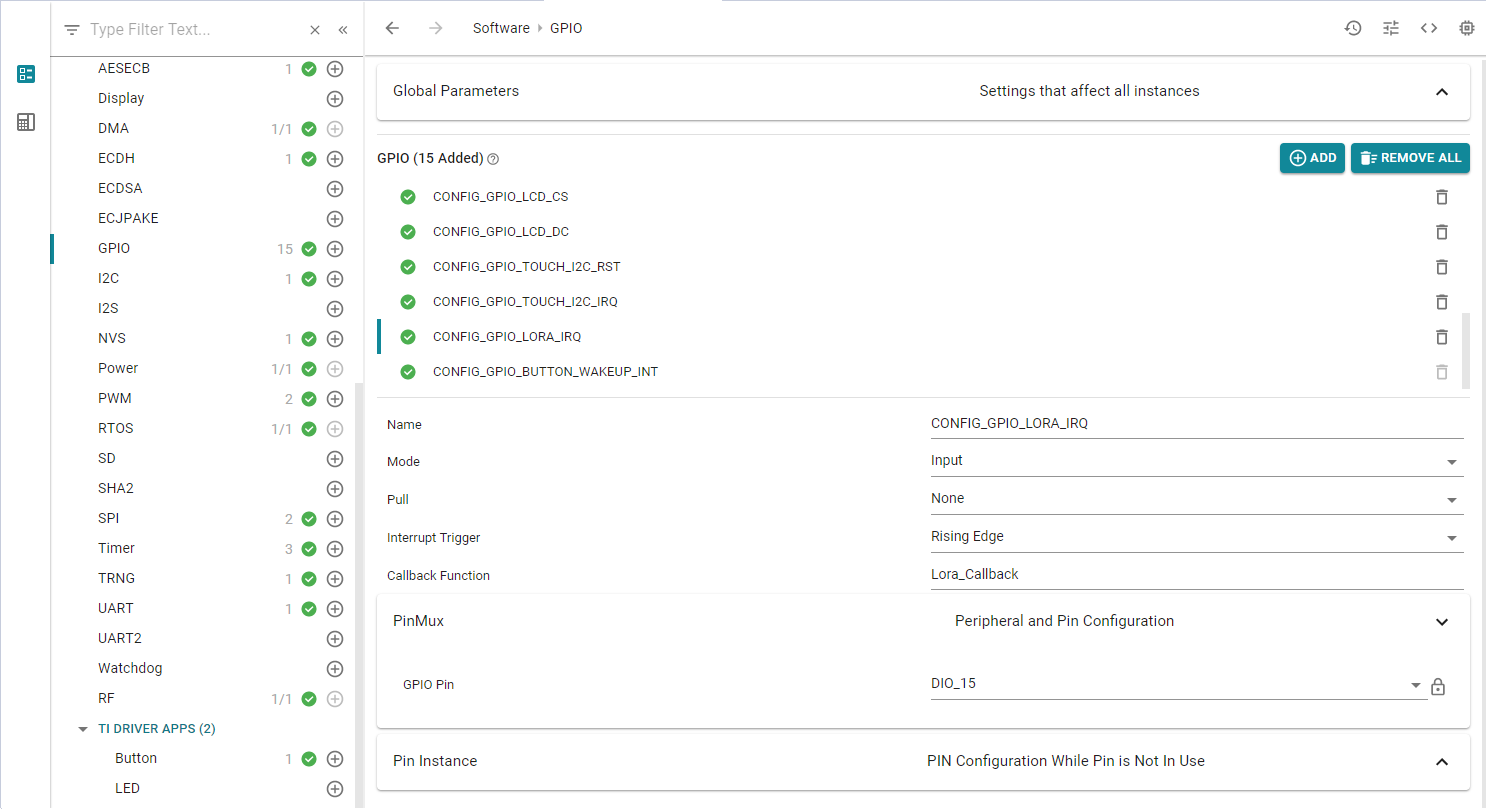 Type Filter Text...
AESECB 1
Display
DMA 1/1
ECDH 1
ECDSA
ECJPAKE
GPIO 15
I2C 1
I2S
NVS 1
Power 1/1
PWM 2
RTOS 1/1
SD
SHA2
SPI 2
Timer 3
TRNG 1
UART 1
UART2
Watchdog
RF 1/1
TI DRIVER APPS (2)
Button 1
LED
Software GPIO
Global Parameters Settings that affect all instances
GPIO (15 Added) ADD REMOVE ALL
CONFIG_GPIO_LCD_CS
CONFIG_GPIO_LCD_DC
CONFIG_GPIO_TOUCH_I2C_RST
CONFIG_GPIO_TOUCH_I2C_IRQ
CONFIG_GPIO_LORA_IRQ
CONFIG_GPIO_BUTTON_WAKEUP_INT
Name CONFIG_GPIO_LORA_IRQ
Mode Input
Pull None
Interrupt Trigger Rising Edge
Callback Function Lora_Callback
PinMux Peripheral and Pin Configuration
GPIO Pin DIO_15
Pin Instance PIN Configuration While Pin is Not In Use